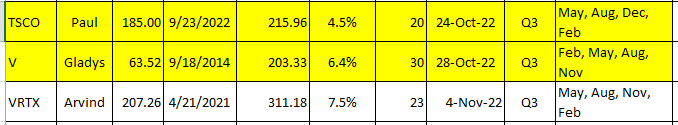 TSCO Paul 185.00 9/23/2022 215.96 4.5% 20 24-Oct-22 Q3 May, Aug, Dec, Feb
V Gladys 63.52 9/18/2014 203.33 6.4% 30 28-Oct-22 Q3 Feb, May, Aug, Nov
VRTX Arvind 207.26 4/21/2021 311.18 7.5% 23 4-Nov-22 Q3 May, Aug, Nov, Feb